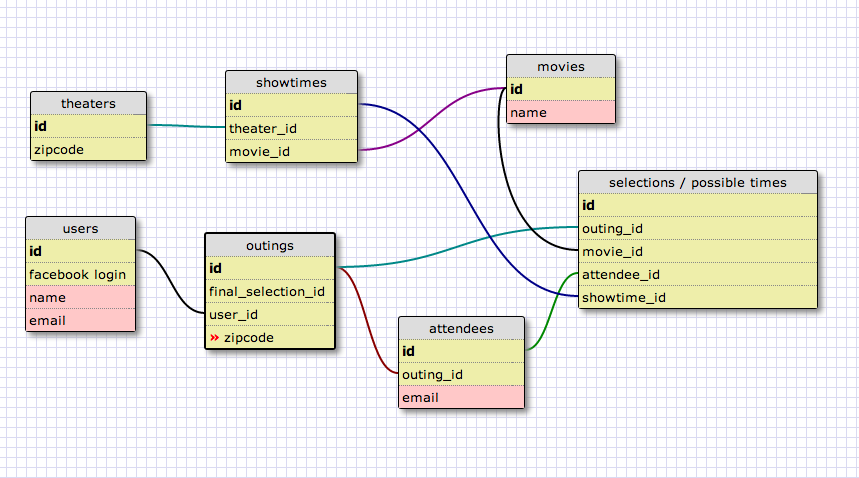 theaters
id
zipcode
showtimes
id
theater_id
movie_id
movies
id
name
selections / possible times
id
outing_id
movie_id
attendee_id
showtime_id
users
id
facebook login
name
email
outings
id
final_selection_id
user_id
» zipcode
attendees
id
outing_id
email